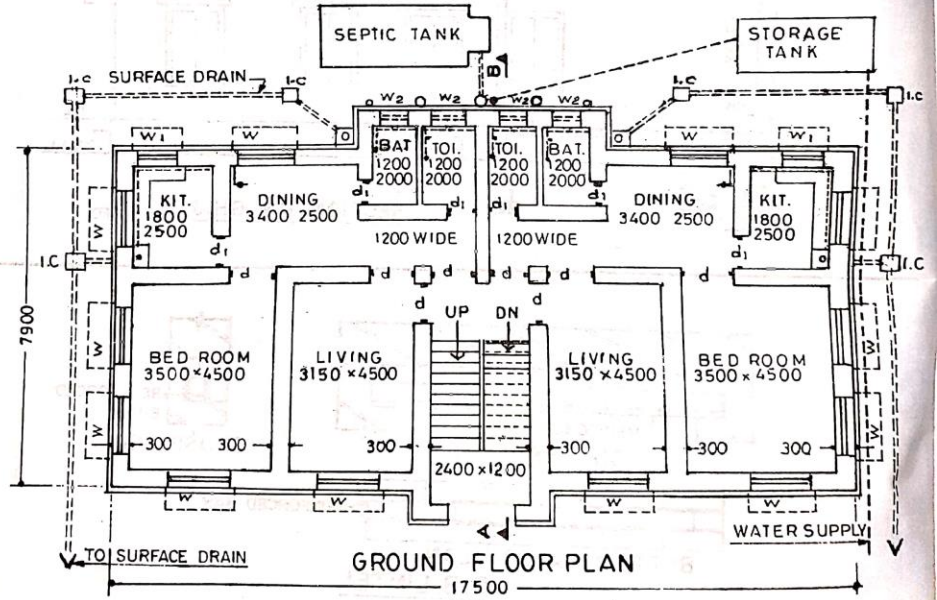 SEPTIC TANK
STORAGE
TANK
B
I.C
SURFACE DRAIN
I.C
I.C
W2
W2
W2
W2
W1
W
W
W1
BAT
1200
2000
TOI.
1200
2000
TOI.
1200
2000
BAT.
1200
2000
KIT.
1800
2500
DINING
3400 2500
d1
d1
d1
d1
DINING
3400 2500
KIT.
1800
2500
W
W
1200 WIDE
1200 WIDE
d1
d1
I.C
I.C
d
d
d
d
d
d
UP
DN
7900
W
W
BED ROOM
3500×4500
LIVING
3150×4500
LIVING
3150×4500
BED ROOM
3500×4500
W
W
300
300
300
300
300
300
2400×1200
W
W
W
W
A
WATER SUPPLY
TO SURFACE DRAIN
GROUND FLOOR PLAN
17500